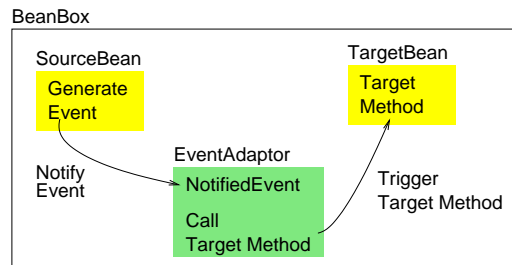 BeanBox
SourceBean
Generate
Event
TargetBean
Target
Method
Notify
Event
EventAdaptor
NotifiedEvent
Call
Target Method
Trigger
Target Method